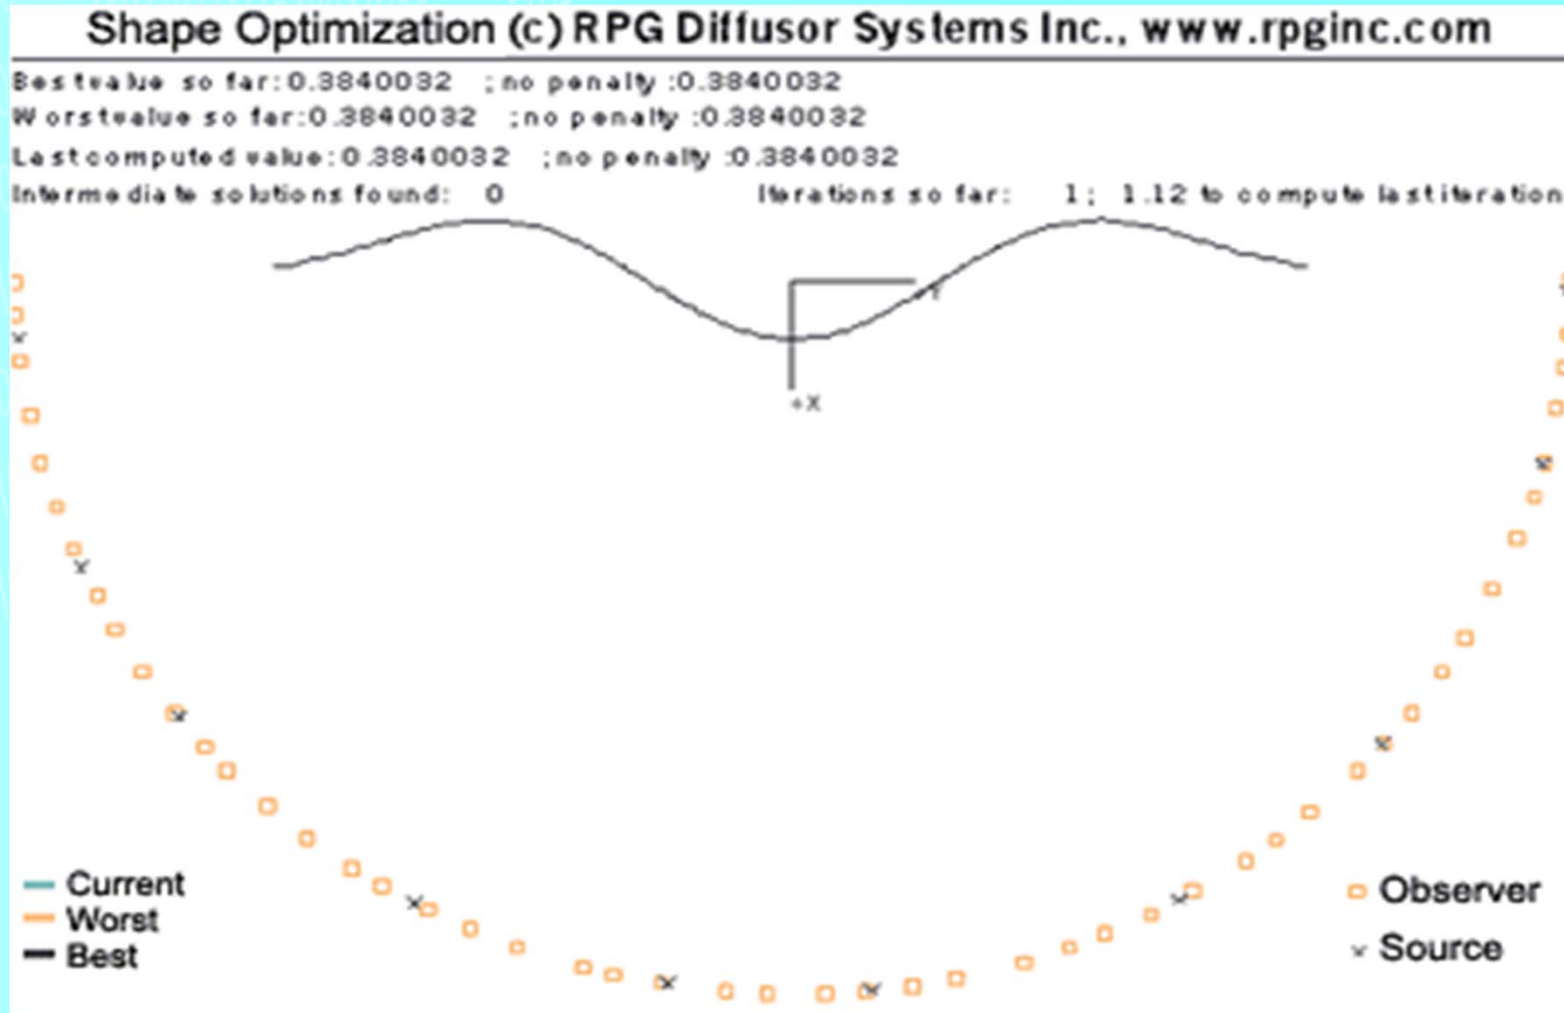 Shape Optimization (c) RPG Diffusor Systems Inc., www.rpginc.com
Best value so far:0.3840032 ;no penalty :0.3840032
Worst value so far:0.3840032 ;no penalty :0.3840032
Last computed value:0.3840032 ;no penalty :0.3840032
Intermediate solutions found: 0 Iterations so far: 1; 1.12 to compute last iteration
+X
Current
Worst
Best
Observer
Source